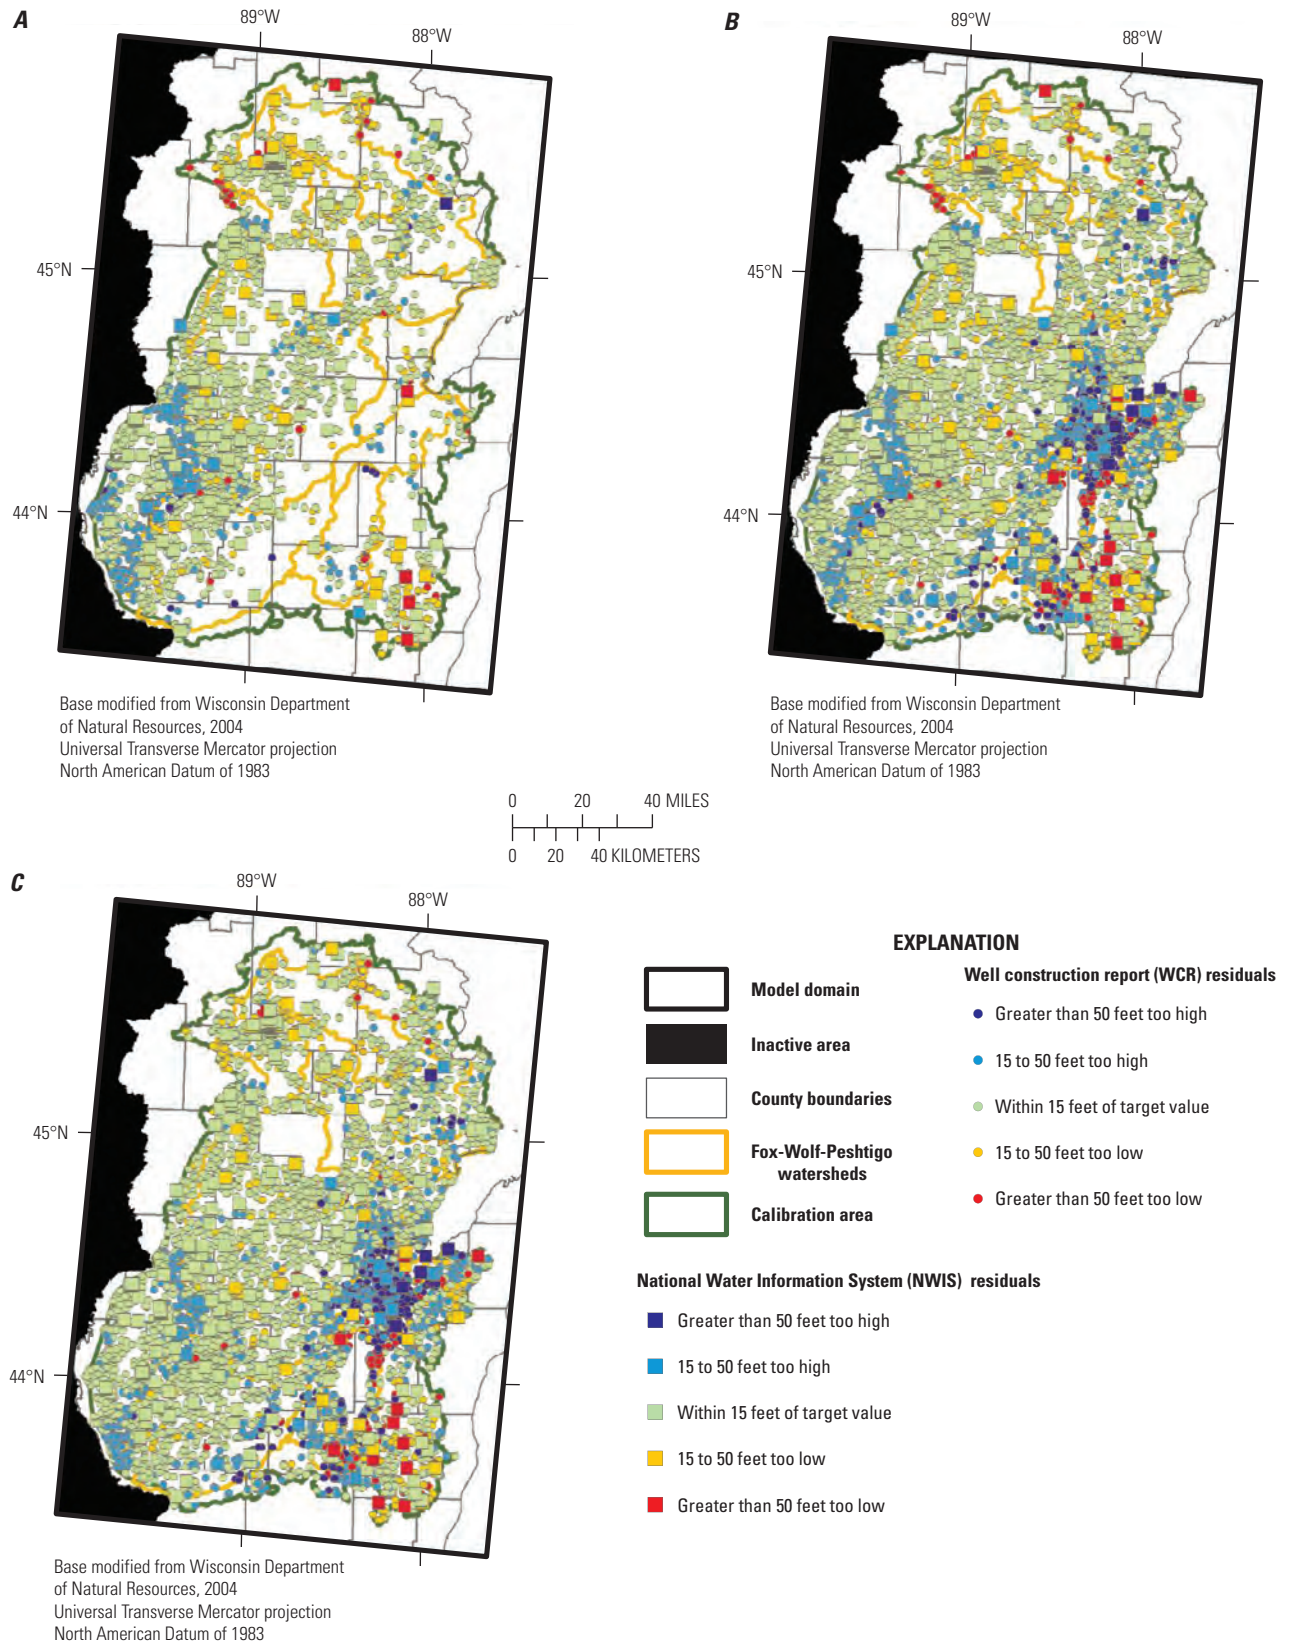 A
89°W
88°W
45°N
44°N
Base modified from Wisconsin Department
of Natural Resources, 2004
Universal Transverse Mercator projection
North American Datum of 1983
B
89°W
88°W
45°N
44°N
Base modified from Wisconsin Department
of Natural Resources, 2004
Universal Transverse Mercator projection
North American Datum of 1983
0 20 40 MILES
0 20 40 KILOMETERS
C
89°W
88°W
45°N
44°N
Base modified from Wisconsin Department
of Natural Resources, 2004
Universal Transverse Mercator projection
North American Datum of 1983
EXPLANATION
Model domain
Inactive area
County boundaries
Fox-Wolf-Peshtigo
watersheds
Calibration area
Well construction report (WCR) residuals
Greater than 50 feet too high
15 to 50 feet too high
Within 15 feet of target value
15 to 50 feet too low
Greater than 50 feet too low
National Water Information System (NWIS) residuals
Greater than 50 feet too high
15 to 50 feet too high
Within 15 feet of target value
15 to 50 feet too low
Greater than 50 feet too low